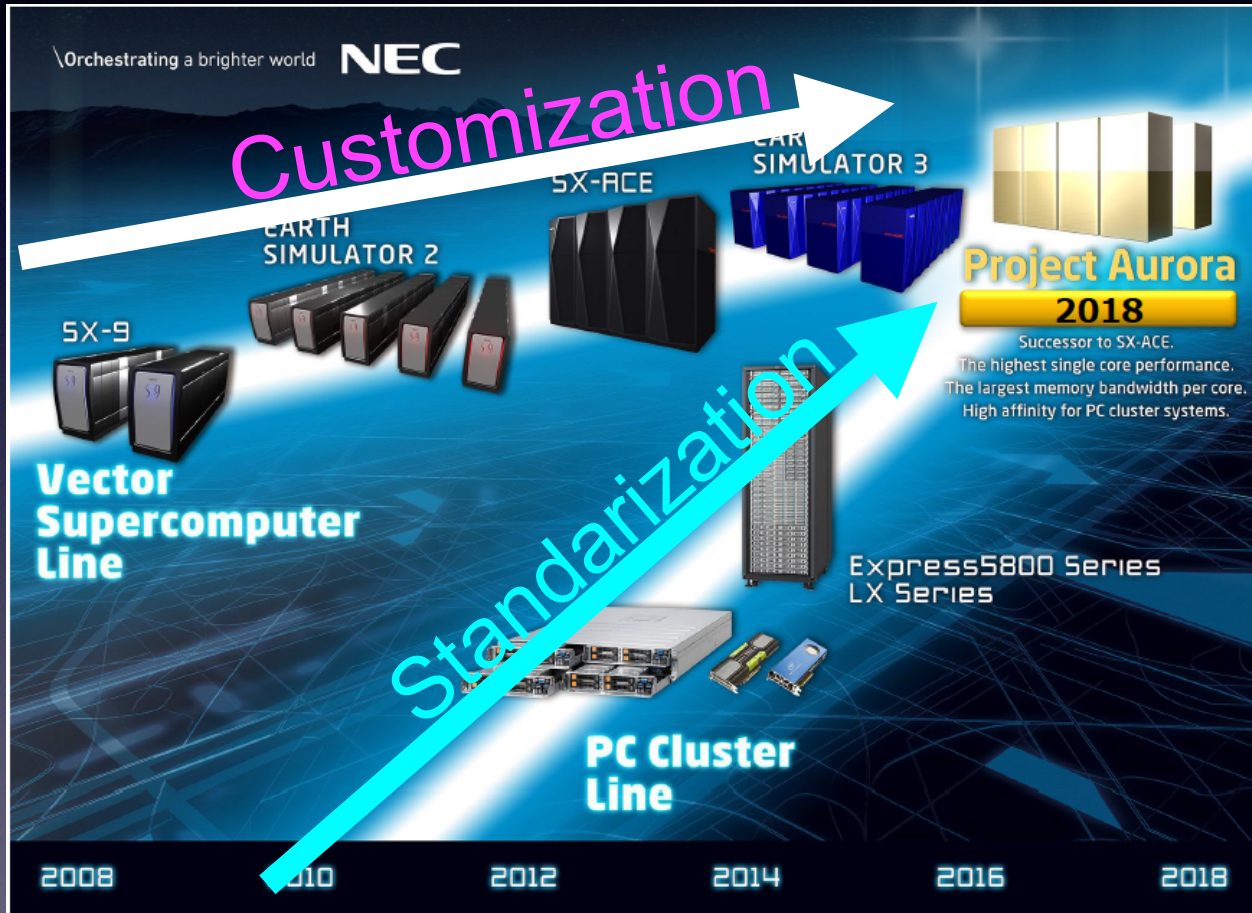 \Orchestrating a brighter world NEC
Customization
EARTH
SIMULATOR 3
SX-ACE
EARTH
SIMULATOR 2
SX-9
Project Aurora
2018
Successor to SX-ACE.
The highest single core performance.
The largest memory bandwidth per core.
High affinity for PC cluster systems.
Standarization
Vector
Supercomputer
Line
Express5800 Series
LX Series
PC Cluster
Line
2008 2010 2012 2014 2016 2018